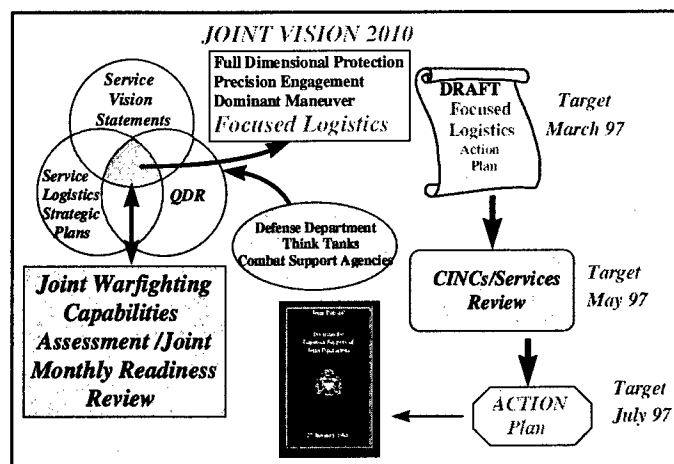 JOINT VISION 2010
Full Dimensional Protection
Precision Engagement
Dominant Maneuver
Focused Logistics
Service
Vision
Statements
Service
Logistics
Strategic
Plans
QDR
Defense Department
Think Tanks
Combat Support Agencies
Joint Warfighting
Capabilities
Assessment /Joint
Monthly Readiness
Review
DRAFT
Focused
Logistics
Action
Plan
Target
March 97
CINCs/Services
Review
Target
May 97
ACTION
Plan
Target
July 97